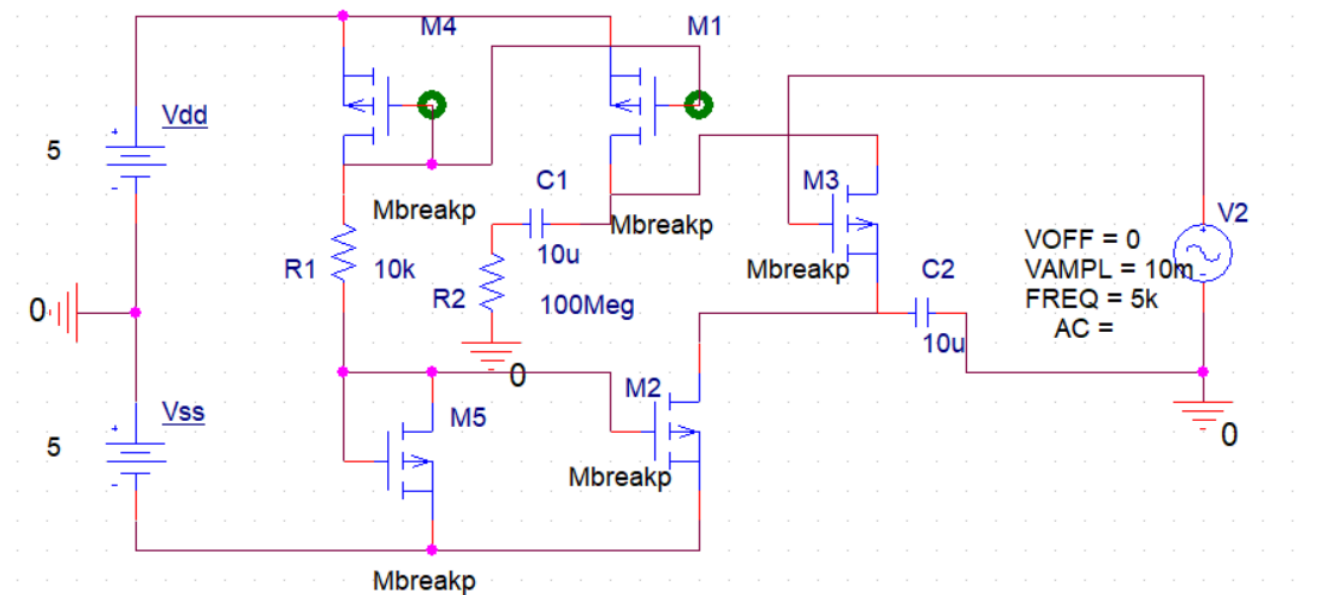 M4
M1
Vdd
+
5
-
C1
M3
Mbreakp
Mbreakp
V2
+
VOFF = 0
10u
R1
10k
Mbreakp
C2
VAMPL = 10m
-
R2
100Meg
FREQ = 5k
0
AC =
10u
0
M2
Vss
M5
+
5
0
Mbreakp
-
Mbreakp